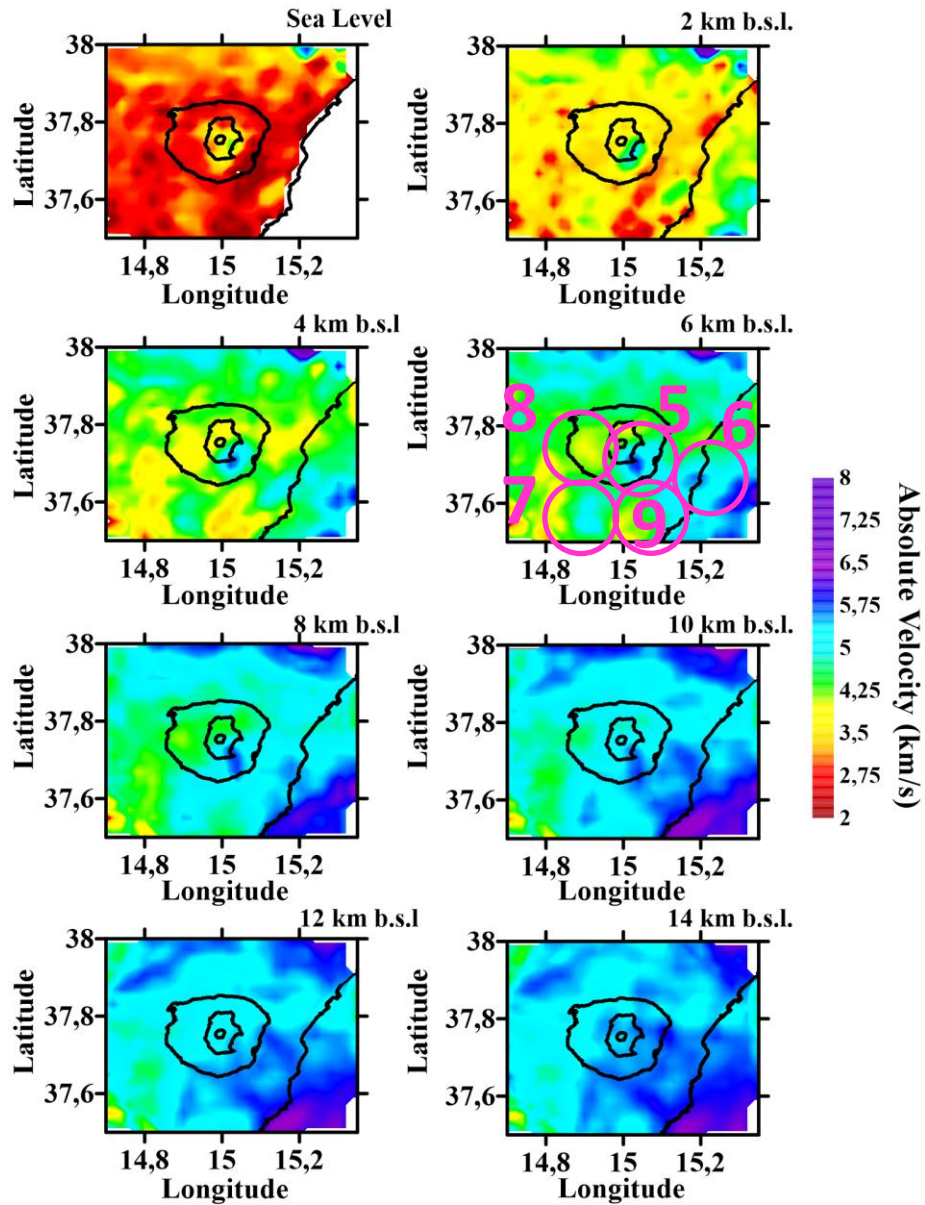 Sea Level
38
37,8
37,6
Latitude
14,8 15 15,2
Longitude
2 km b.s.l.
38
37,8
37,6
Latitude
14,8 15 15,2
Longitude
4 km b.s.l
38
37,8
37,6
Latitude
14,8 15 15,2
Longitude
6 km b.s.l.
38
37,8
37,6
Latitude
8
5
6
7
9
14,8 15 15,2
Longitude
8 km b.s.l
38
37,8
37,6
Latitude
14,8 15 15,2
Longitude
10 km b.s.l.
38
37,8
37,6
Latitude
14,8 15 15,2
Longitude
12 km b.s.l
38
37,8
37,6
Latitude
14,8 15 15,2
Longitude
14 km b.s.l.
38
37,8
37,6
Latitude
14,8 15 15,2
Longitude
8
7,25
6,5
5,75
5
4,25
3,5
2,75
2
Absolute Velocity (km/s)